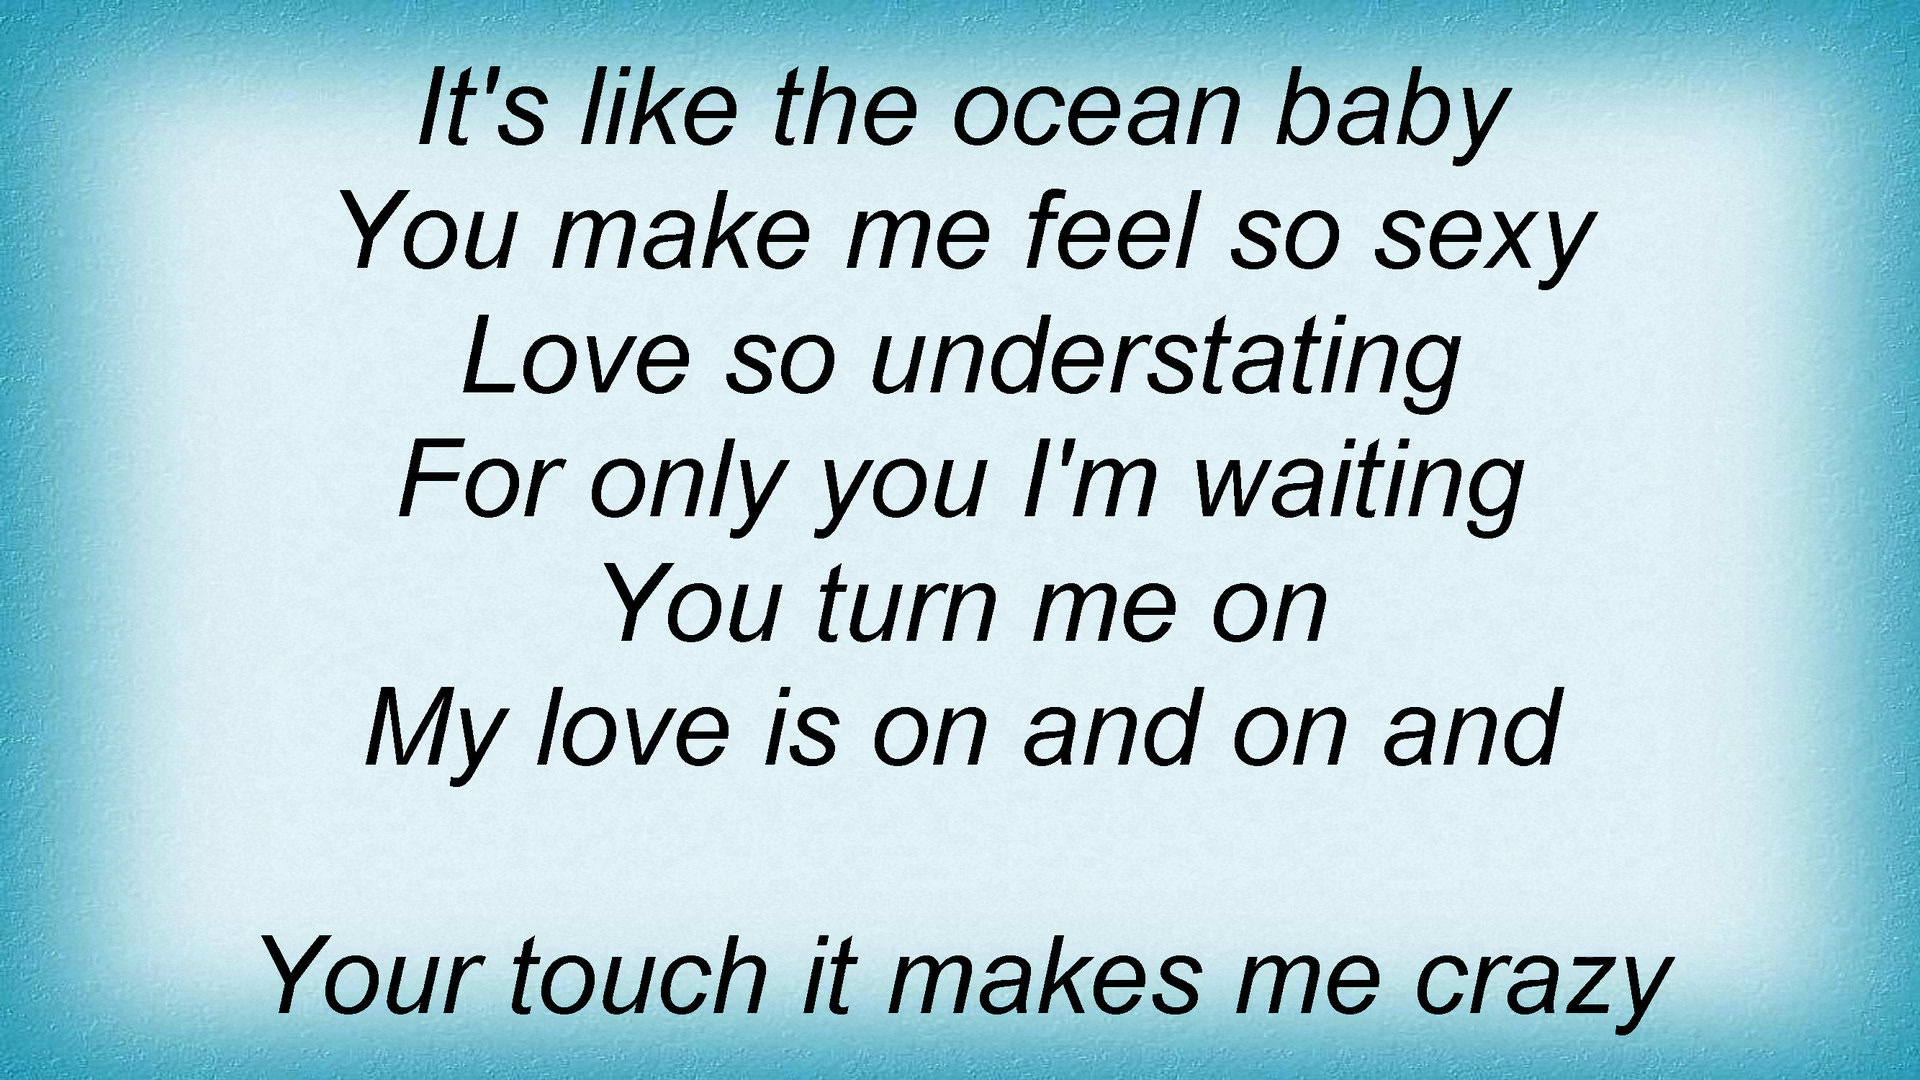 It's like the ocean baby
You make me feel so sexy
Love so understating
For only you I'm waiting
You turn me on
My love is on and on and
Your touch it makes me crazy